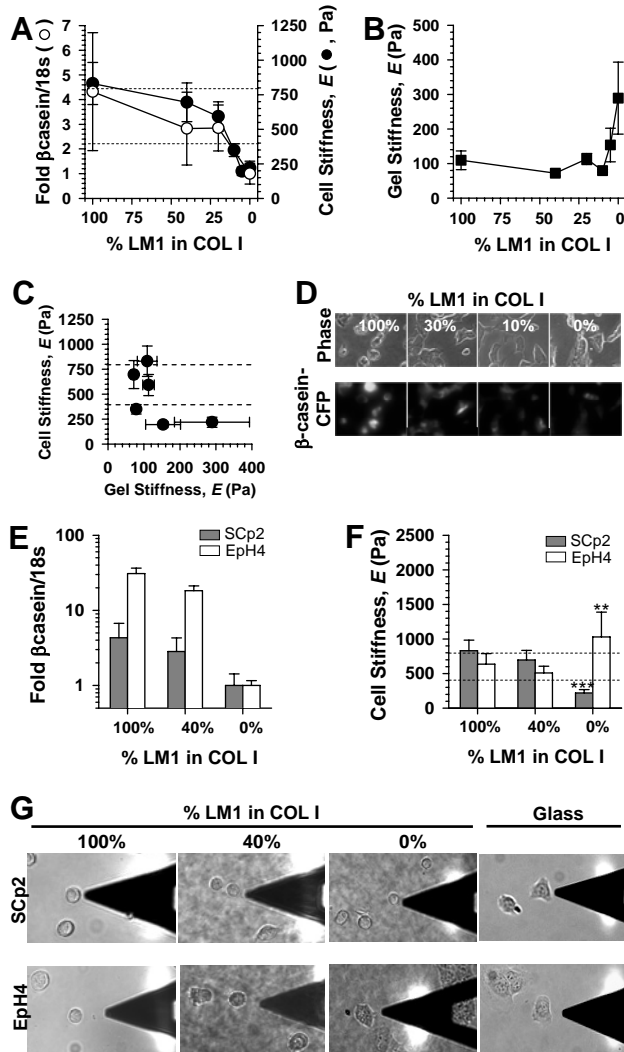 A
Fold βcasein/18s (○)
7
6
5
4
3
2
1
0
1250
1000
750
500
250
0
Cell Stiffness, E (●, Pa)
100 50 25 0
% LM1 in COL I
B
Gel Stiffness, E (Pa)
500
400
300
200
100
0
100 50 25 0
% LM1 in COL I
C
Cell Stiffness, E (Pa)
1250
1000
750
500
250
0
0 100 200 300 400
Gel Stiffness, E (Pa)
D
% LM1 in COL I
Phase
100% 30% 10% 0%
β-casein-
CFP
E
Fold βcasein/18s
100
10
1
SCp2
EpH4
100% 40% 0%
% LM1 in COL I
F
Cell Stiffness, E (Pa)
2500
2000
1500
1000
500
0
SCp2
EpH4
**
***
100% 40% 0%
% LM1 in COL I
G
% LM1 in COL I Glass
100% 40% 0%
SCp2
EpH4